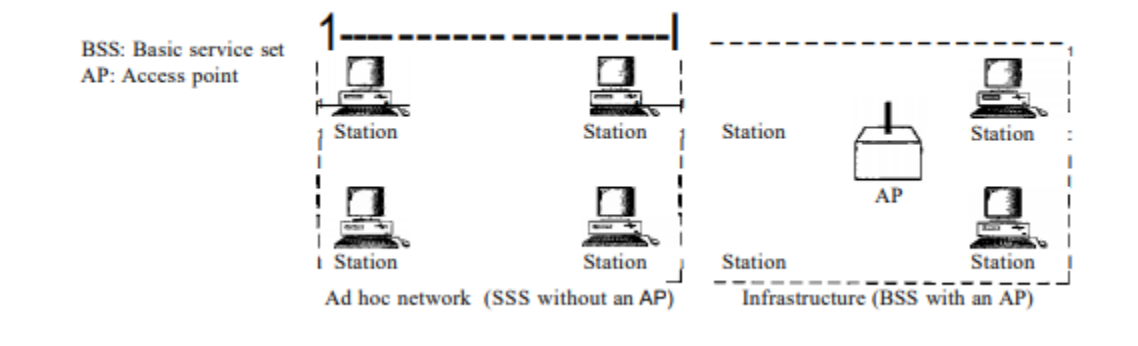 BSS: Basic service set
AP: Access point
Station
Station
Station
Station
Ad hoc network (SSS without an AP)
Station
Station
AP
Station
Station
Infrastructure (BSS with an AP)